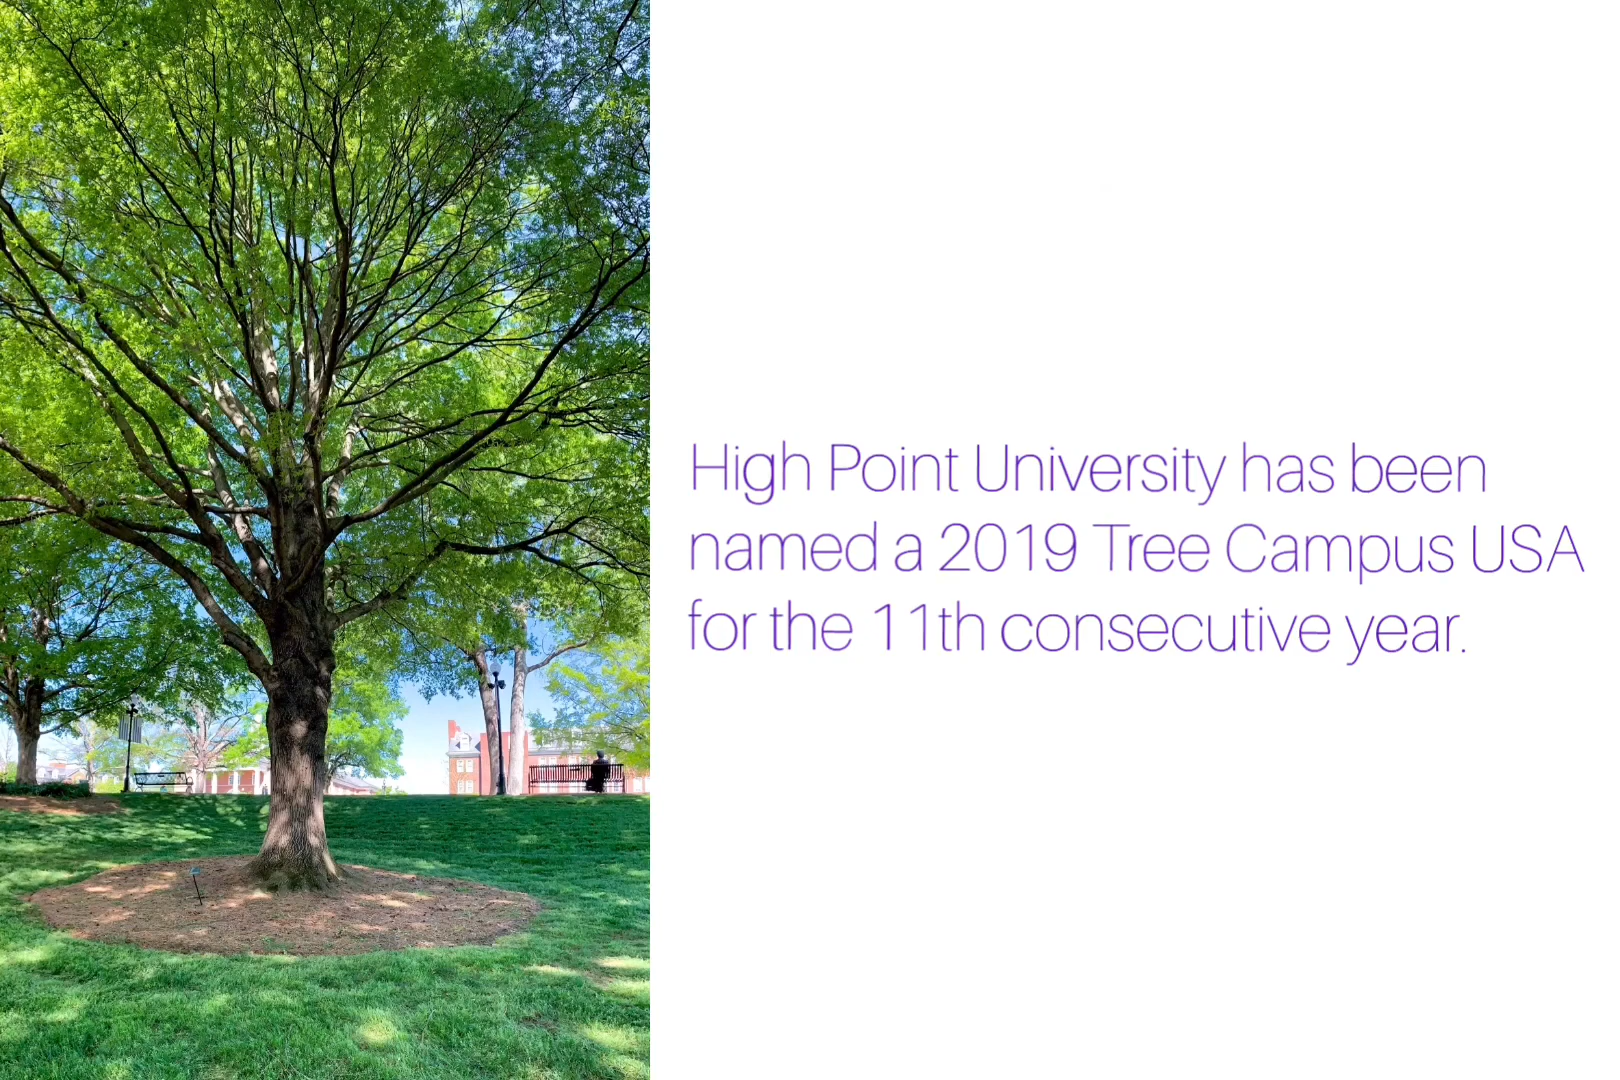 High Point University has been
named a 2019 Tree Campus USA
for the 11th consecutive year.